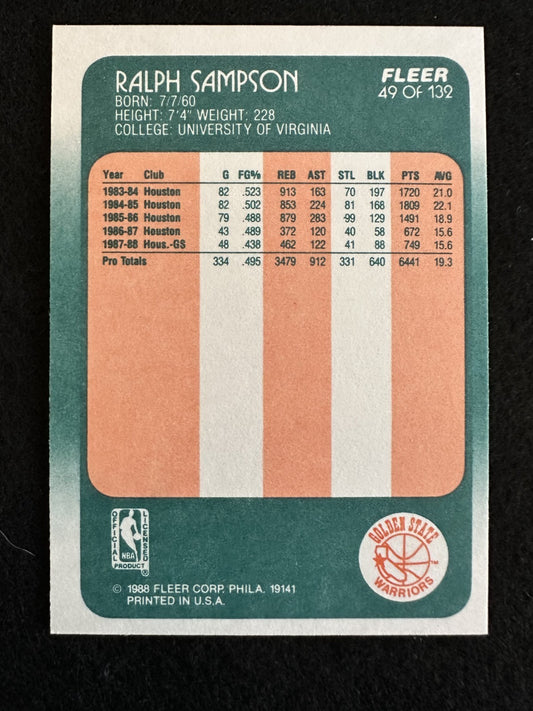 RALPH SAMPSON
FLEER
49 OF 132
BORN: 7/7/60
HEIGHT: 7'4" WEIGHT: 228
COLLEGE: UNIVERSITY OF VIRGINIA
Year Club G FG% REB AST STL BLK PTS AVG
1983-84 Houston 82 .523 913 163 70 197 1720 21.0
1984-85 Houston 82 .502 853 224 81 168 1809 22.1
1985-86 Houston 79 .488 879 283 99 129 1491 18.9
1986-87 Houston 43 .489 372 120 40 58 672 15.6
1987-88 Hous.-GS 48 .438 462 122 41 88 749 15.6
Pro Totals 334 .495 3479 912 331 640 6441 19.3
OFFICIAL LICENSED
NBA
PRODUCT ®
GOLDEN STATE
WARRIORS ™
© 1988 FLEER CORP. PHILA. 19141
PRINTED IN U.S.A.